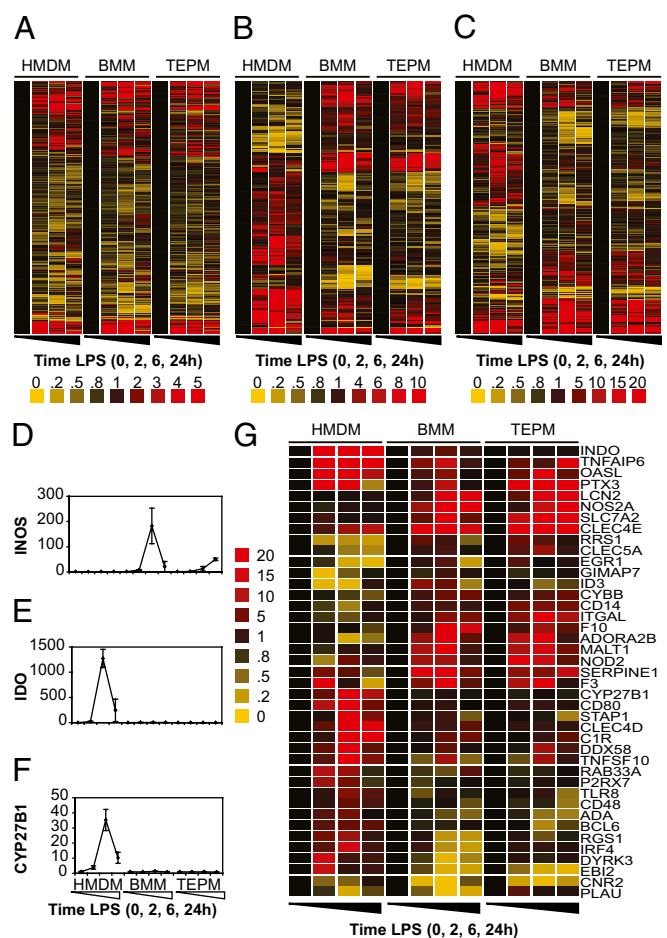 A
B
C
HMDM BMM TEPM
HMDM BMM TEPM
HMDM BMM TEPM
Time LPS (0, 2, 6, 24h)
Time LPS (0, 2, 6, 24h)
Time LPS (0, 2, 6, 24h)
0 .2 .5 .8 1 2 3 4 5
0 .2 .5 .8 1 4 6 8 10
0 .2 .5 .8 1 5 10 15 20
D
INOS
300
200
100
0
E
IDO
1500
1000
500
0
F
CYP27B1
50
40
30
20
10
0
HMDM BMM TEPM
Time LPS (0, 2, 6, 24h)
G
HMDM BMM TEPM
20
15
10
5
1
.8
.5
.2
0
INDO
TNFAIP6
OASL
PTX3
LCN2
NOS2A
SLC7A2
CLEC4E
RRS1
CLEC5A
EGR1
GIMAP7
ID3
CYBB
CD14
ITGAL
F10
ADORA2B
MALT1
NOD2
SERPINE1
F3
CYP27B1
CD80
STAP1
CLEC4D
C1R
DDX58
TNFSF10
RAB33A
P2RX7
TLR8
CD48
ADA
BCL6
RGS1
IRF4
DYRK3
EBI2
CNR2
PLAU
Time LPS (0, 2, 6, 24h)